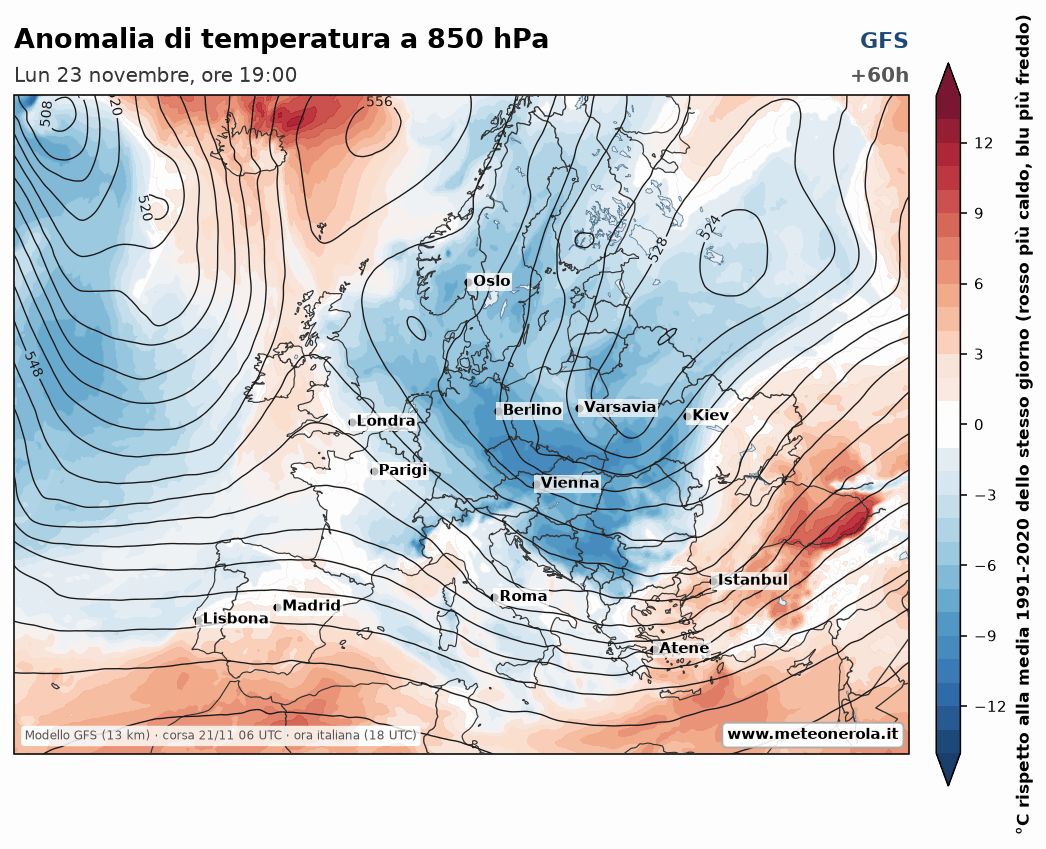 Anomalia di temperatura a 850 hPa
GFS
Lun 23 novembre, ore 19:00
+60h
508
520
556
520
524
528
548
Oslo
Londra
Berlino
Varsavia
Kiev
Parigi
Vienna
Istanbul
Roma
Madrid
Lisbona
Atene
Modello GFS (13 km) · corsa 21/11 06 UTC · ora italiana (18 UTC)
www.meteonerola.it
12
9
6
3
0
−3
−6
−9
−12
°C rispetto alla media 1991-2020 dello stesso giorno (rosso più caldo, blu più freddo)